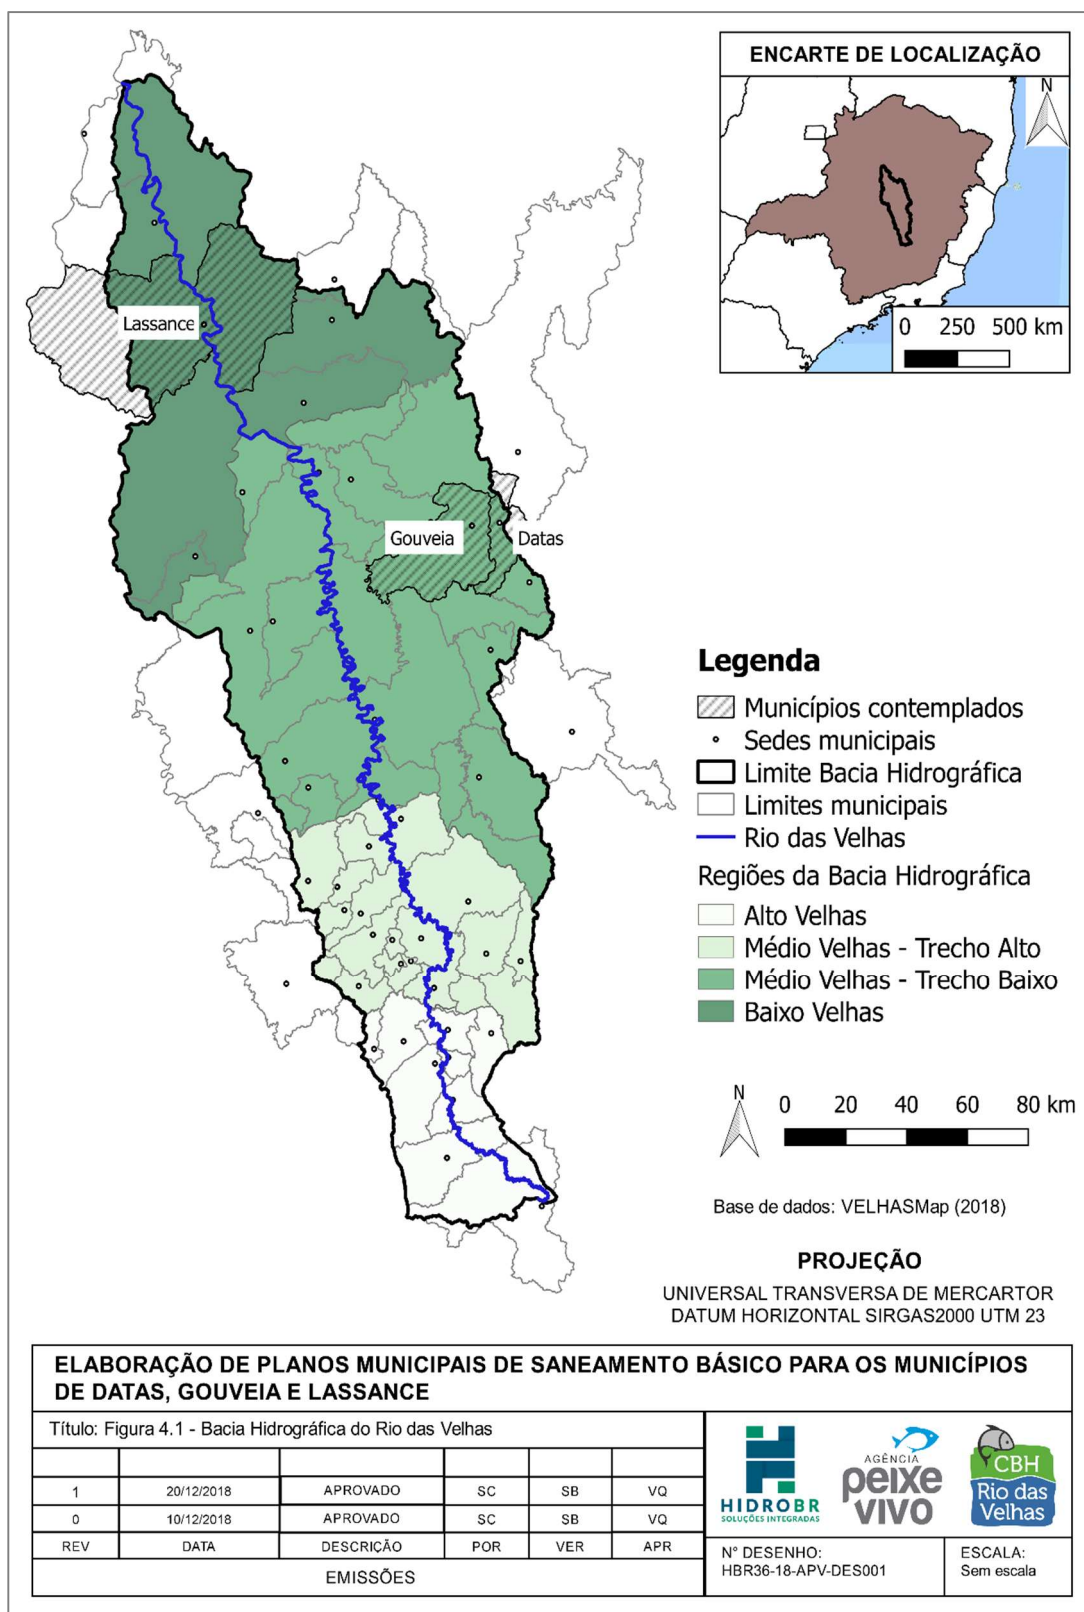 ENCARTE DE LOCALIZAÇÃO
N
0 250 500 km
Lassance
Gouveia
Datas
Legenda
Municípios contemplados
Sedes municipais
Limite Bacia Hidrográfica
Limites municipais
Rio das Velhas
Regiões da Bacia Hidrográfica
Alto Velhas
Médio Velhas - Trecho Alto
Médio Velhas - Trecho Baixo
Baixo Velhas
N
0 20 40 60 80 km
Base de dados: VELHASMap (2018)
PROJEÇÃO
UNIVERSAL TRANSVERSA DE MERCARTOR
DATUM HORIZONTAL SIRGAS2000 UTM 23
ELABORAÇÃO DE PLANOS MUNICIPAIS DE SANEAMENTO BÁSICO PARA OS MUNICÍPIOS
DE DATAS, GOUVEIA E LASSANCE
Título: Figura 4.1 - Bacia Hidrográfica do Rio das Velhas
1 20/12/2018 APROVADO SC SB VQ
0 10/12/2018 APROVADO SC SB VQ
REV DATA DESCRIÇÃO POR VER APR
EMISSÕES
HIDROBR
SOLUÇÕES INTEGRADAS
AGÊNCIA
peixe
vivo
CBH
Rio das
Velhas
N° DESENHO:
HBR36-18-APV-DES001
ESCALA:
Sem escala